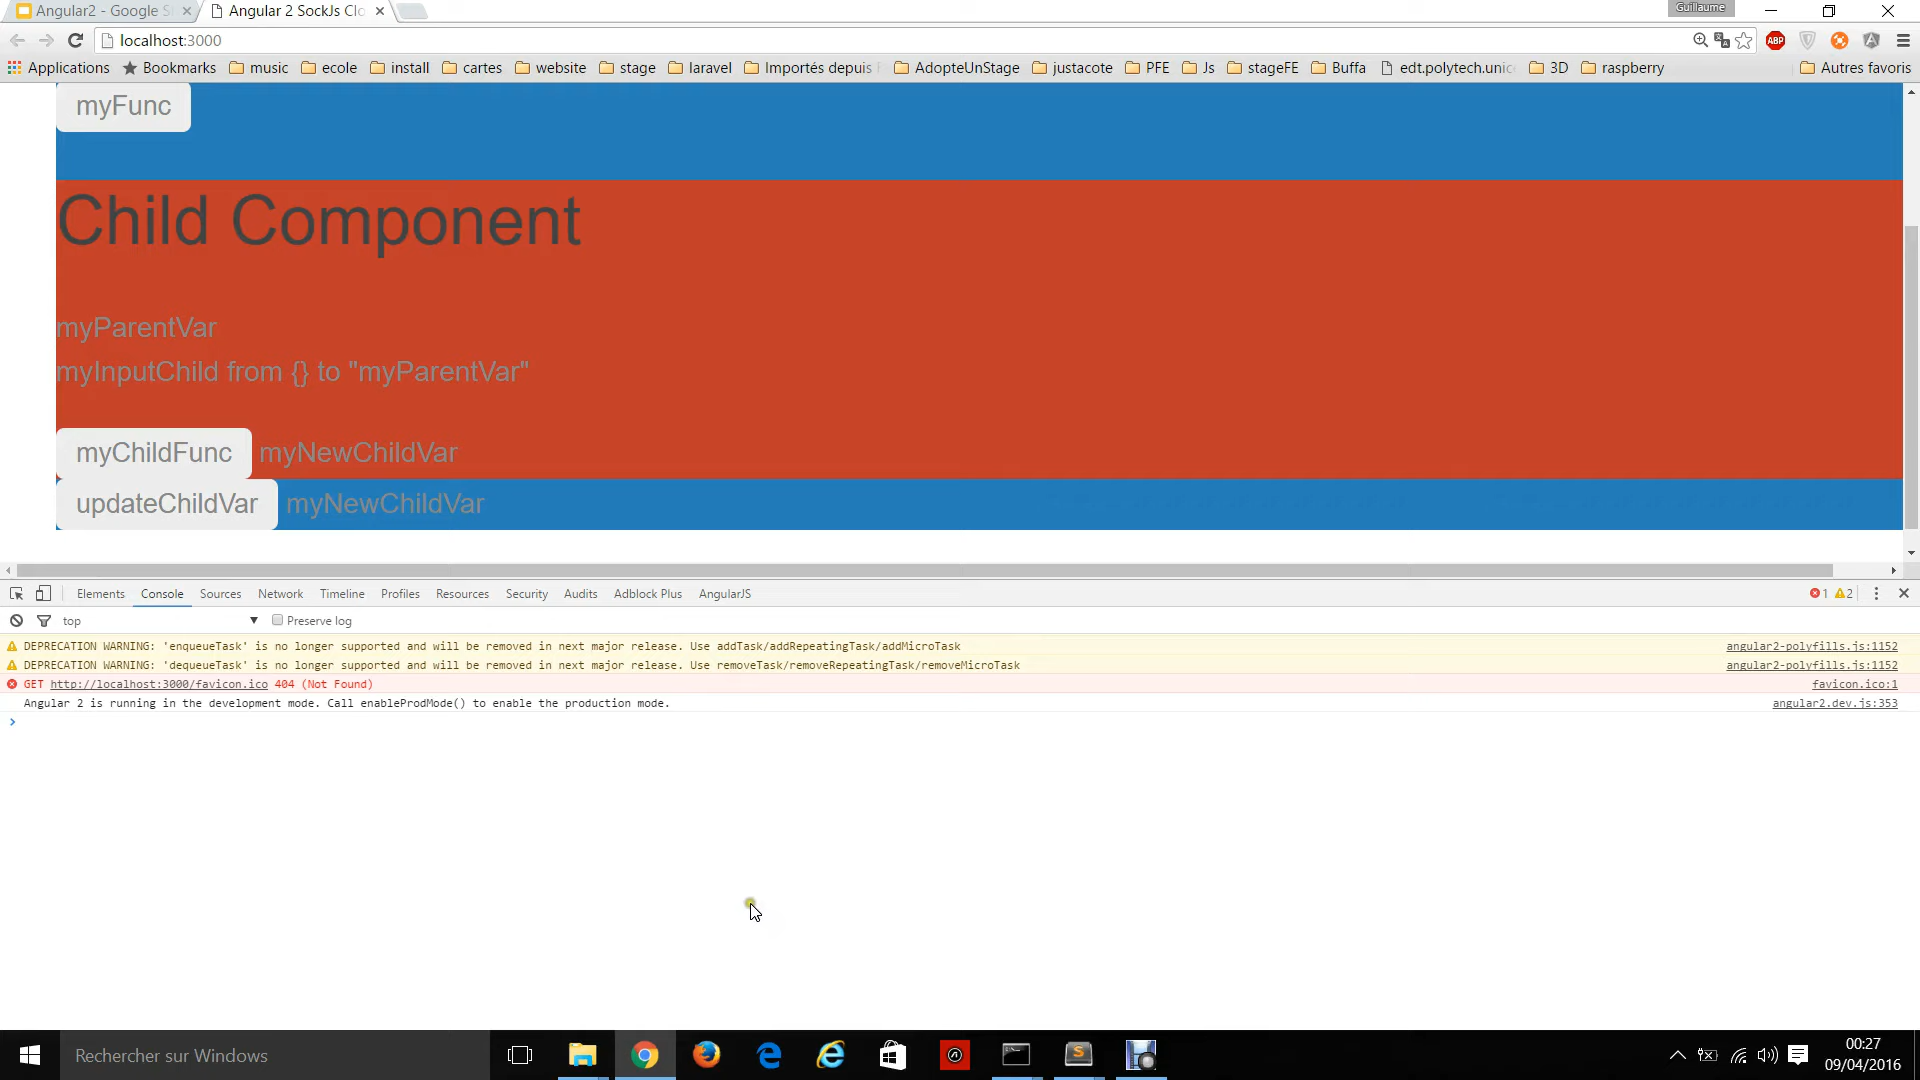 Angular2 - Google S
Angular 2 SockJs Clo
Guillaume
localhost:3000
Applications
Bookmarks
music
ecole
install
cartes
website
stage
laravel
Importés depuis
AdopteUnStage
justacote
PFE
Js
stageFE
Buffa
edt.polytech.unic
3D
raspberry
Autres favoris
ABP
myFunc
Child Component
myParentVar
myInputChild from {} to "myParentVar"
myChildFunc myNewChildVar
updateChildVar myNewChildVar
Elements Console Sources Network Timeline Profiles Resources Security Audits Adblock Plus AngularJS
1 2
top
Preserve log
DEPRECATION WARNING: 'enqueueTask' is no longer supported and will be removed in next major release. Use addTask/addRepeatingTask/addMicroTask angular2-polyfills.js:1152
DEPRECATION WARNING: 'dequeueTask' is no longer supported and will be removed in next major release. Use removeTask/removeRepeatingTask/removeMicroTask angular2-polyfills.js:1152
GET http://localhost:3000/favicon.ico 404 (Not Found) favicon.ico:1
Angular 2 is running in the development mode. Call enableProdMode() to enable the production mode. angular2.dev.js:353
Rechercher sur Windows
00:27
09/04/2016